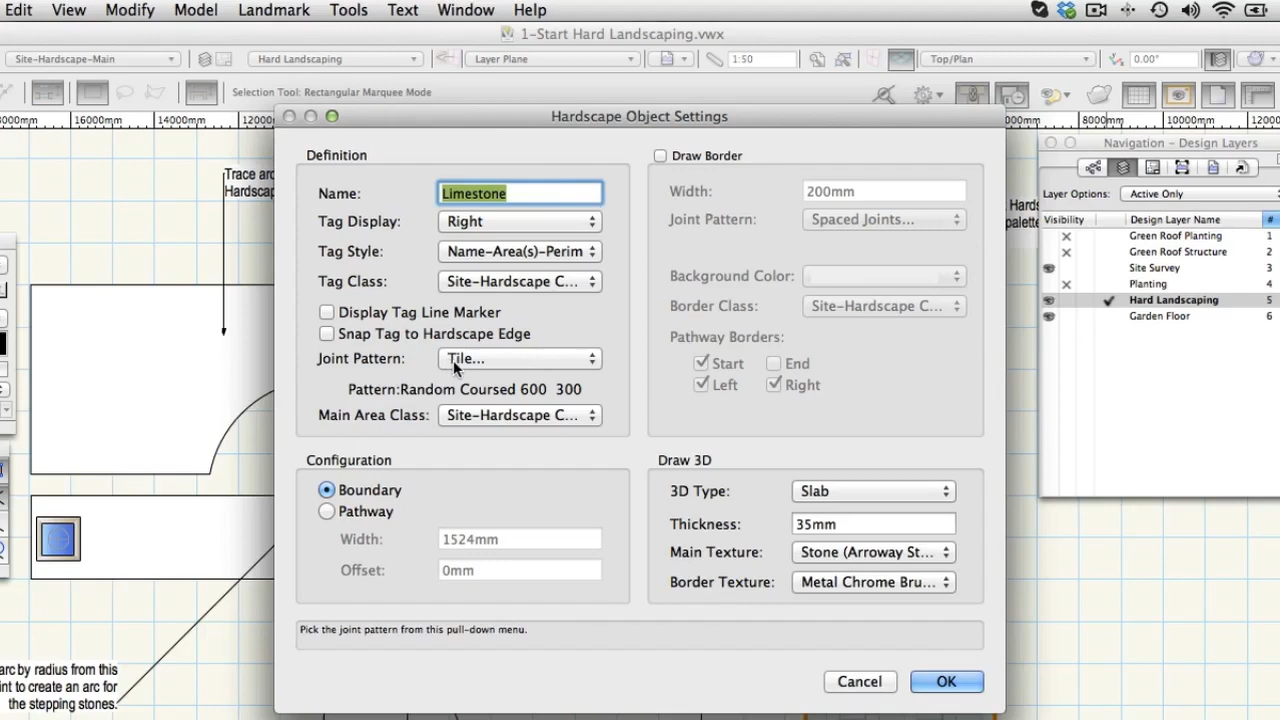 Edit View Modify Model Landmark Tools Text Window Help
1-Start Hard Landscaping.vwx
Site-Hardscape-Main Hard Landscaping Layer Plane 1:50 Top/Plan 0.00°
Selection Tool: Rectangular Marquee Mode
16000mm 14000mm 8000mm 10000mm
Hardscape Object Settings
Navigation - Design Layers
Definition
Name: Limestone
Tag Display: Right
Tag Style: Name-Area(s)-Perim
Tag Class: Site-Hardscape C...
Display Tag Line Marker
Snap Tag to Hardscape Edge
Joint Pattern: Tile...
Pattern:Random Coursed 600 300
Main Area Class: Site-Hardscape C...
Draw Border
Width: 200mm
Joint Pattern: Spaced Joints...
Background Color:
Border Class: Site-Hardscape C...
Pathway Borders:
Start End
Left Right
Configuration
Boundary
Pathway
Width: 1524mm
Offset: 0mm
Draw 3D
3D Type: Slab
Thickness: 35mm
Main Texture: Stone (Arroway St...
Border Texture: Metal Chrome Bru...
Pick the joint pattern from this pull-down menu.
Cancel OK
Layer Options: Active Only
Visibility Design Layer Name #
Green Roof Planting 1
Green Roof Structure 2
Site Survey 3
Planting 4
Hard Landscaping 5
Garden Floor 6
Trace
arc by radius from this
to create an arc for
the stepping stones.